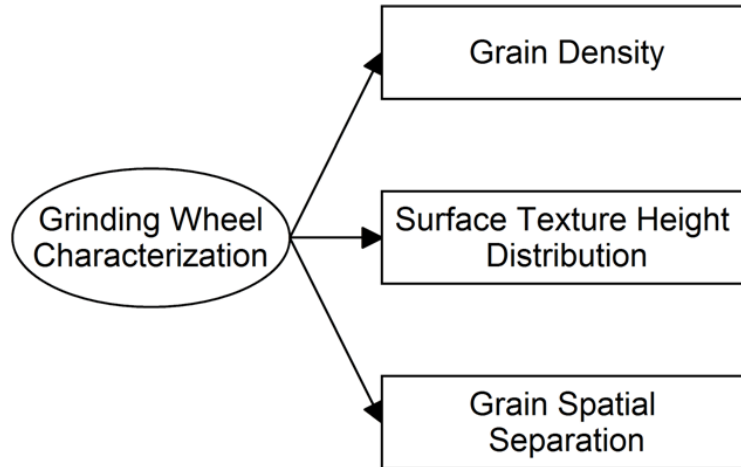 Grain Density
Grinding Wheel
Characterization
Surface Texture Height
Distribution
Grain Spatial
Separation